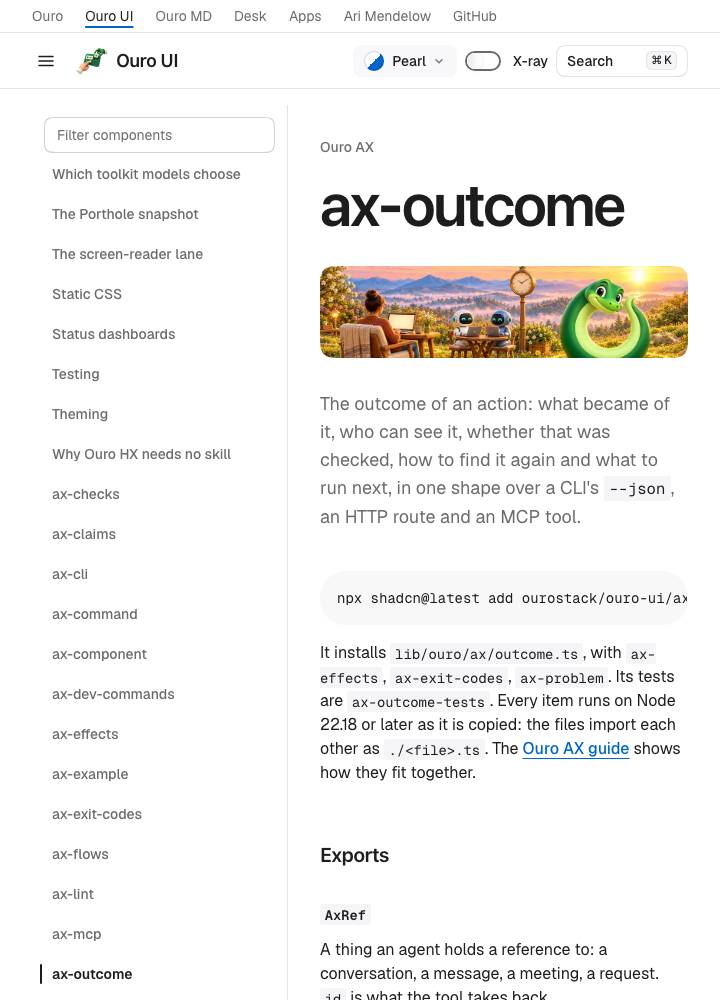 Ouro Ouro UI Ouro MD Desk Apps Ari Mendelow GitHub
Ouro UI Pearl X-ray Search ⌘ K
Filter components
Which toolkit models choose
The Porthole snapshot
The screen-reader lane
Static CSS
Status dashboards
Testing
Theming
Why Ouro HX needs no skill
ax-checks
ax-claims
ax-cli
ax-command
ax-component
ax-dev-commands
ax-effects
ax-example
ax-exit-codes
ax-flows
ax-lint
ax-mcp
ax-outcome
Ouro AX
ax-outcome
The outcome of an action: what became of
it, who can see it, whether that was
checked, how to find it again and what to
run next, in one shape over a CLI's --json,
an HTTP route and an MCP tool.
npx shadcn@latest add ourostack/ouro-ui/ax
It installs lib/ouro/ax/outcome.ts, with ax-
effects, ax-exit-codes, ax-problem. Its tests
are ax-outcome-tests. Every item runs on Node
22.18 or later as it is copied: the files import each
other as ./<file>.ts. The Ouro AX guide shows
how they fit together.
Exports
AxRef
A thing an agent holds a reference to: a
conversation, a message, a meeting, a request.
id is what the tool takes back.